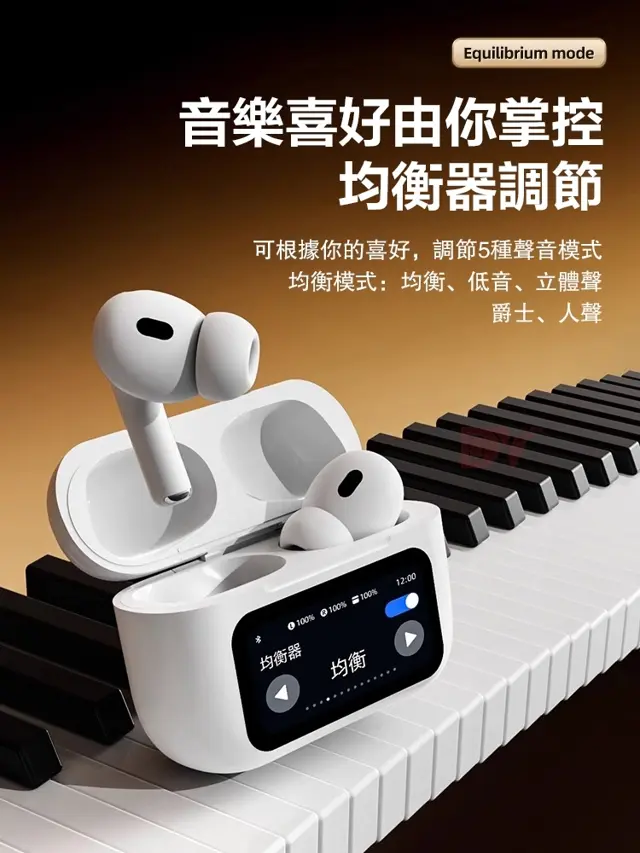 Equilibrium mode
音樂喜好由你掌控
均衡器調節
可根據你的喜好，調節5種聲音模式
均衡模式：均衡、低音、立體聲
爵士、人聲
12:00
L 100% R 100% 100%
均衡器
均衡